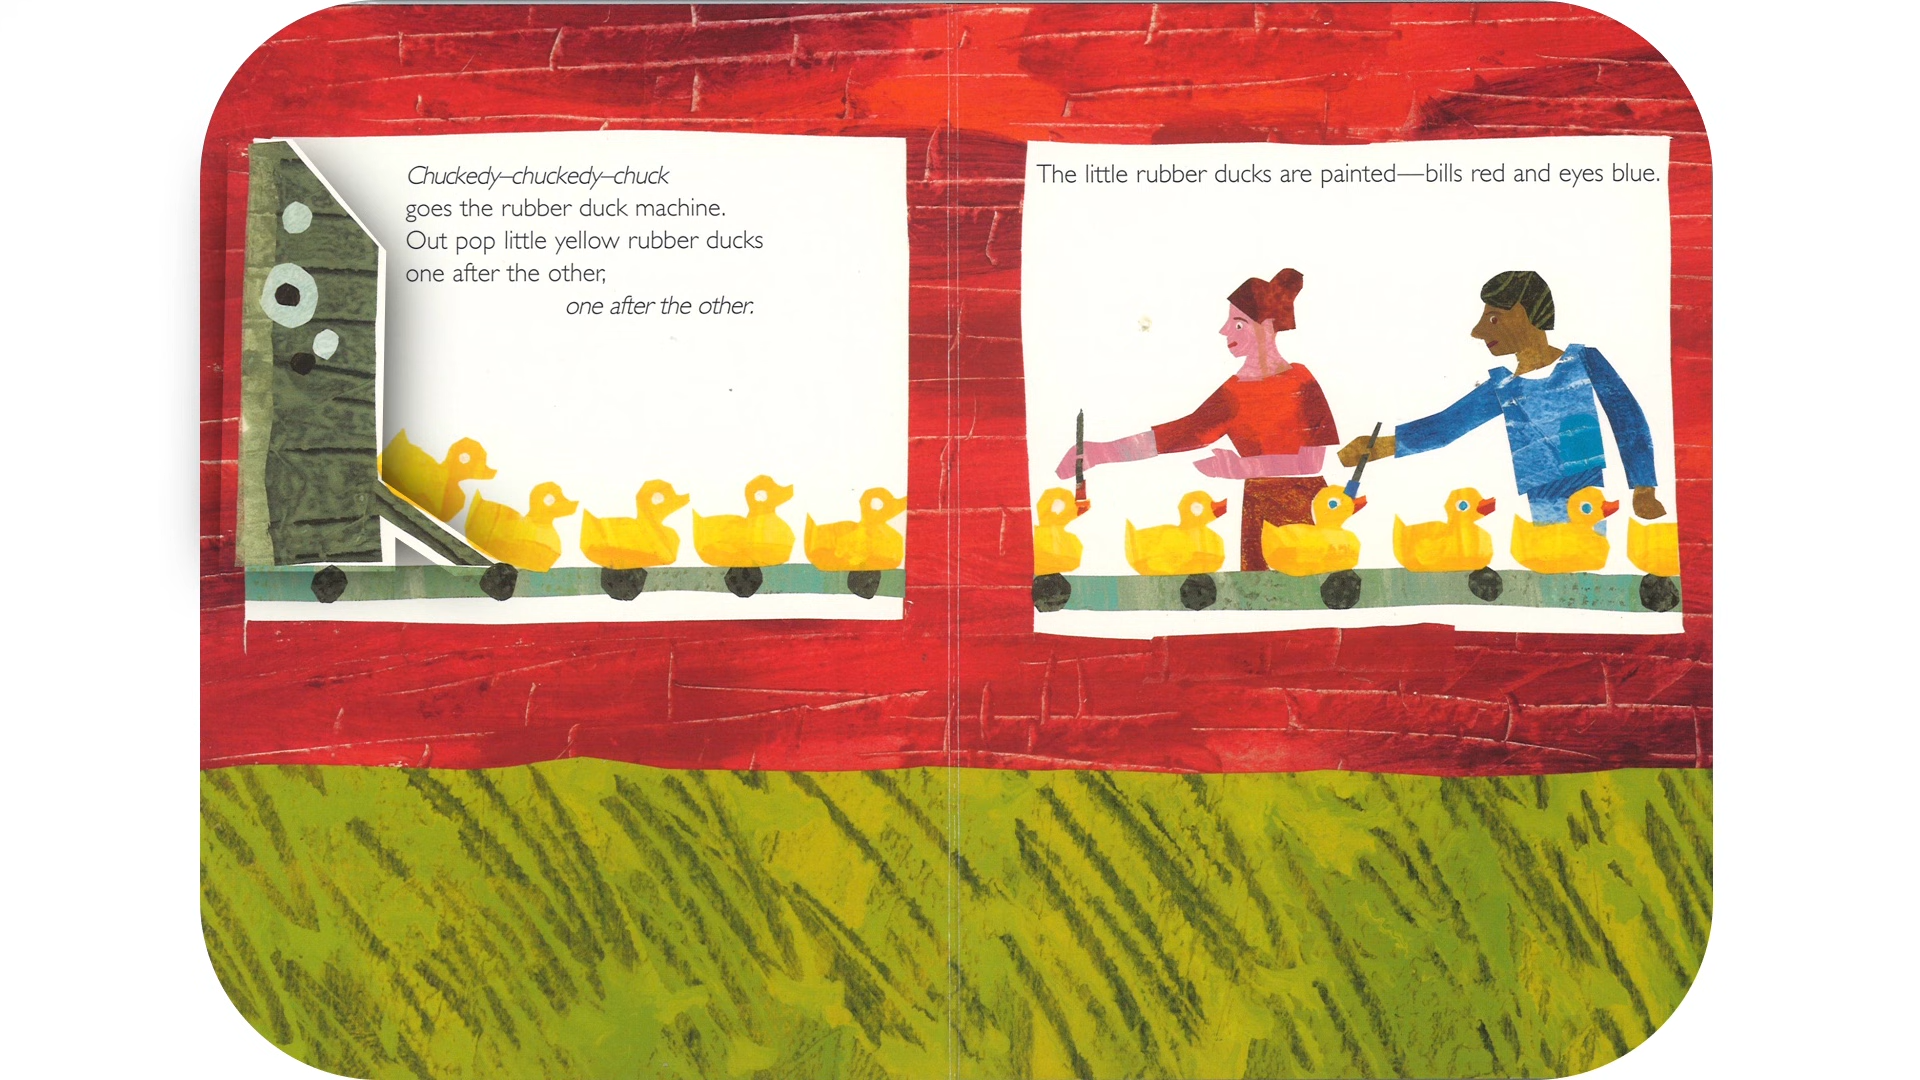 Chuckedy–chuckedy–chuck
goes the rubber duck machine.
Out pop little yellow rubber ducks
one after the other,
one after the other.
The little rubber ducks are painted—bills red and eyes blue.